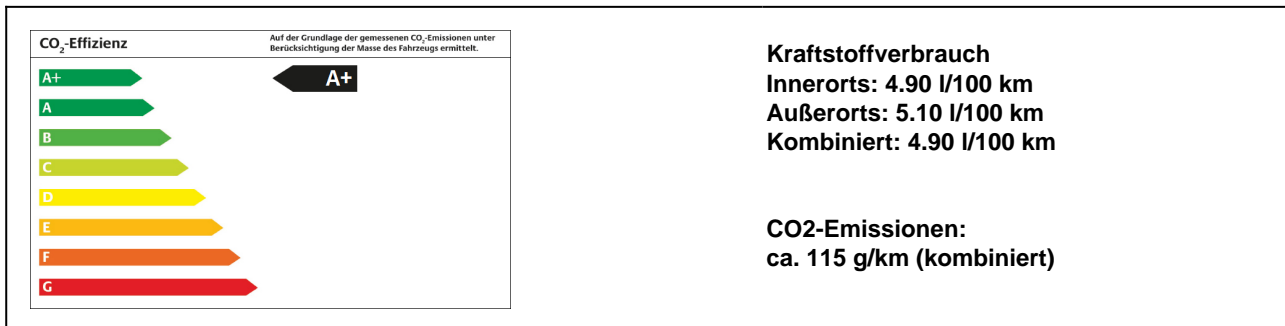 CO₂-Effizienz
Auf der Grundlage der gemessenen CO₂-Emissionen unter
Berücksichtigung der Masse des Fahrzeugs ermittelt.
A+
A+
A
B
C
D
E
F
G
Kraftstoffverbrauch
Innerorts: 4.90 l/100 km
Außerorts: 5.10 l/100 km
Kombiniert: 4.90 l/100 km
CO2-Emissionen:
ca. 115 g/km (kombiniert)